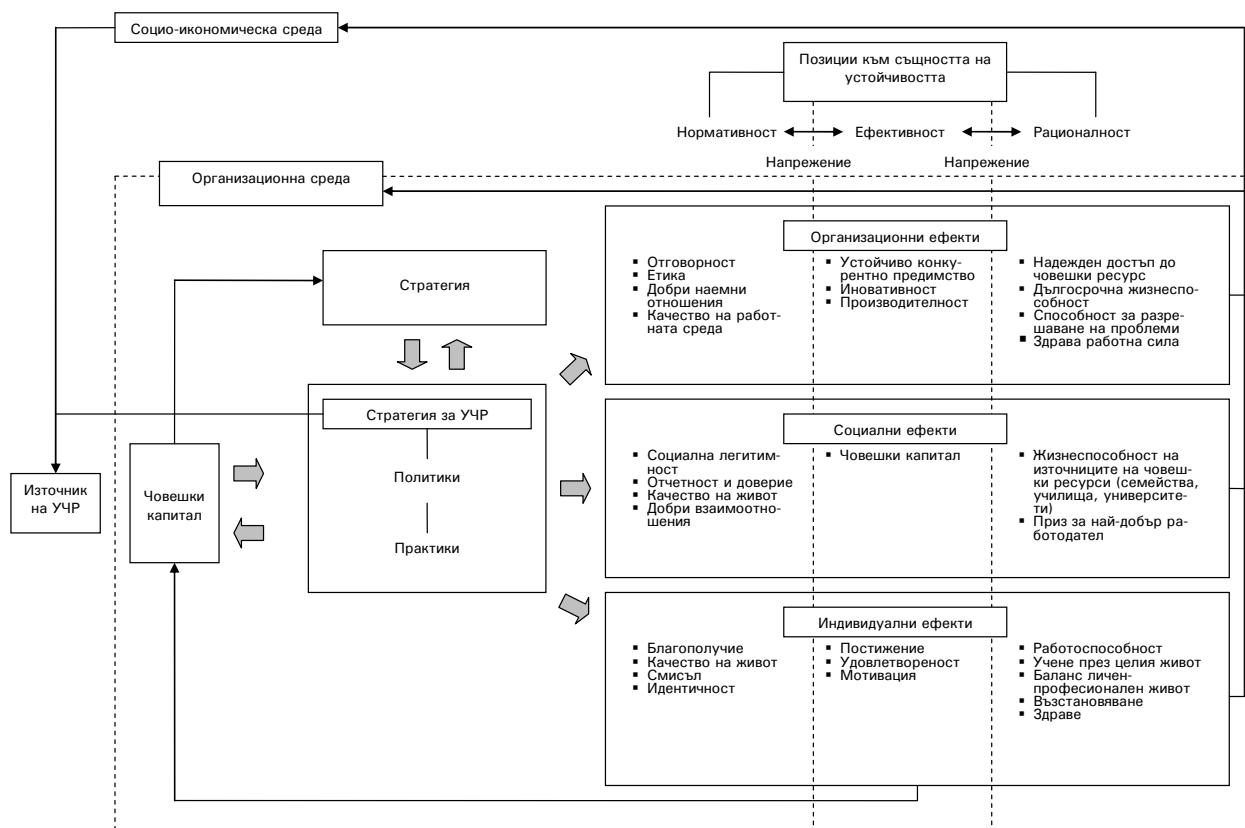 Социо-икономическа среда
Позиции към същността на
устойчивостта
Нормативност
Ефективност
Рационалност
Напрежение
Напрежение
Организационна среда
Стратегия
Стратегия за УЧР
Политики
Практики
Източник
на УЧР
Човешки
капитал
Организационни ефекти
▪ Отговорност
▪ Етика
▪ Добри наемни
отношения
▪ Качество на работ-
ната среда
▪ Устойчиво конку-
рентно предимство
▪ Иновативност
▪ Производителност
▪ Надежден достъп до
човешки ресурс
▪ Дългосрочна жизнеспо-
собност
▪ Способност за разре-
шаване на проблеми
▪ Здрава работна сила
Социални ефекти
▪ Социална легитим-
ност
▪ Отчетност и доверие
▪ Качество на живот
▪ Добри взаимоотно-
шения
▪ Човешки капитал
▪ Жизнеспособност на
източниците на човеш-
ки ресурси (семейства,
училища, университе-
ти)
▪ Приз за най-добър ра-
ботодател
Индивидуални ефекти
▪ Благополучие
▪ Качество на живот
▪ Смисъл
▪ Идентичност
▪ Постижение
▪ Удовлетвореност
▪ Мотивация
▪ Работоспособност
▪ Учене през целия живот
▪ Баланс личен-
професионален живот
▪ Възстановяване
▪ Здраве